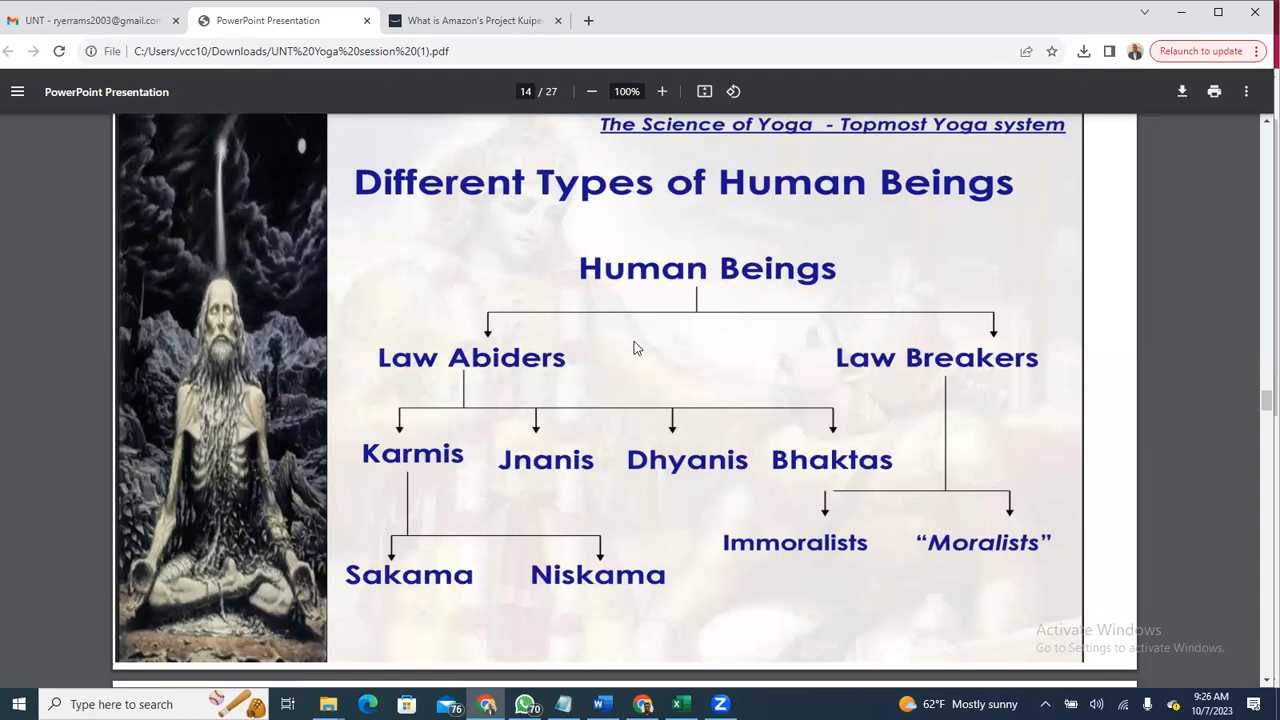 UNT - ryerrams2003@gmail.com
PowerPoint Presentation
What is Amazon's Project Kuiper
File
C:/Users/vcc10/Downloads/UNT%20Yoga%20session%20(1).pdf
Relaunch to update
PowerPoint Presentation
14 / 27
100%
The Science of Yoga - Topmost Yoga system
Different Types of Human Beings
Human Beings
Law Abiders
Law Breakers
Karmis
Jnanis
Dhyanis
Bhaktas
Immoralists
“Moralists”
Sakama
Niskama
Activate Windows
Go to Settings to activate Windows.
Type here to search
76
70
62°F Mostly sunny
9:26 AM
10/7/2023